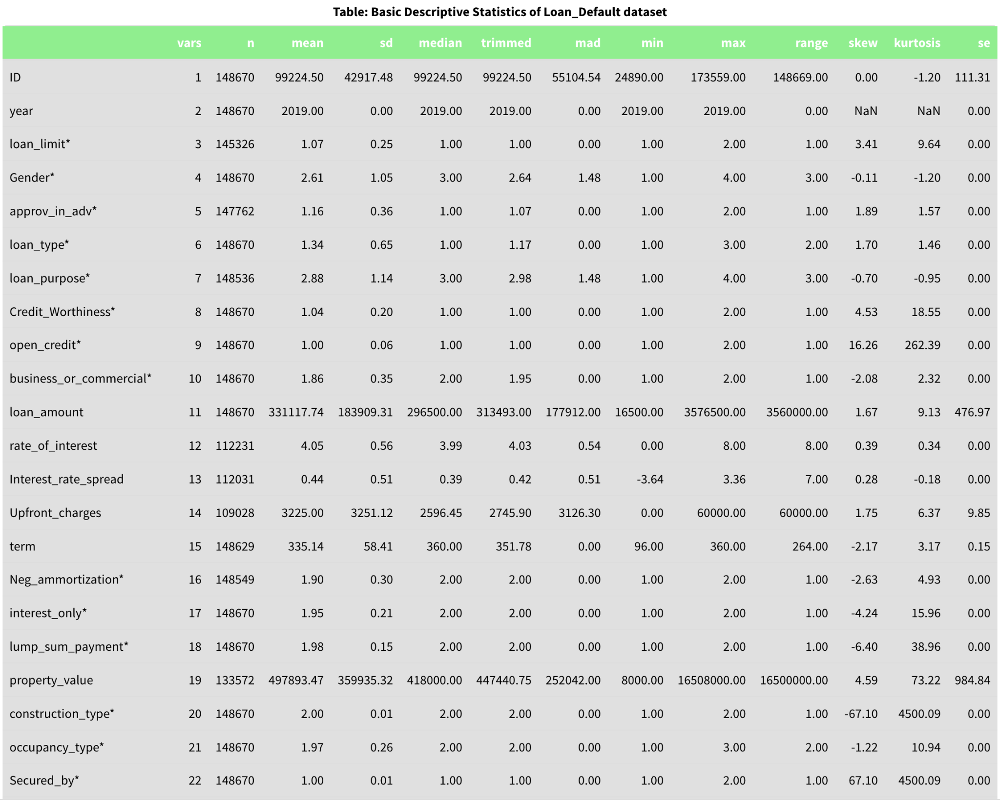 Table: Basic Descriptive Statistics of Loan_Default dataset
vars n mean sd median trimmed mad min max range skew kurtosis se
ID 1 148670 99224.50 42917.48 99224.50 99224.50 55104.54 24890.00 173559.00 148669.00 0.00 -1.20 111.31
year 2 148670 2019.00 0.00 2019.00 2019.00 0.00 2019.00 2019.00 0.00 NaN NaN 0.00
loan_limit* 3 145326 1.07 0.25 1.00 1.00 0.00 1.00 2.00 1.00 3.41 9.64 0.00
Gender* 4 148670 2.61 1.05 3.00 2.64 1.48 1.00 4.00 3.00 -0.11 -1.20 0.00
approv_in_adv* 5 147762 1.16 0.36 1.00 1.07 0.00 1.00 2.00 1.00 1.89 1.57 0.00
loan_type* 6 148670 1.34 0.65 1.00 1.17 0.00 1.00 3.00 2.00 1.70 1.46 0.00
loan_purpose* 7 148536 2.88 1.14 3.00 2.98 1.48 1.00 4.00 3.00 -0.70 -0.95 0.00
Credit_Worthiness* 8 148670 1.04 0.20 1.00 1.00 0.00 1.00 2.00 1.00 4.53 18.55 0.00
open_credit* 9 148670 1.00 0.06 1.00 1.00 0.00 1.00 2.00 1.00 16.26 262.39 0.00
business_or_commercial* 10 148670 1.86 0.35 2.00 1.95 0.00 1.00 2.00 1.00 -2.08 2.32 0.00
loan_amount 11 148670 331117.74 183909.31 296500.00 313493.00 177912.00 16500.00 3576500.00 3560000.00 1.67 9.13 476.97
rate_of_interest 12 112231 4.05 0.56 3.99 4.03 0.54 0.00 8.00 8.00 0.39 0.34 0.00
Interest_rate_spread 13 112031 0.44 0.51 0.39 0.42 0.51 -3.64 3.36 7.00 0.28 -0.18 0.00
Upfront_charges 14 109028 3225.00 3251.12 2596.45 2745.90 3126.30 0.00 60000.00 60000.00 1.75 6.37 9.85
term 15 148629 335.14 58.41 360.00 351.78 0.00 96.00 360.00 264.00 -2.17 3.17 0.15
Neg_ammortization* 16 148549 1.90 0.30 2.00 2.00 0.00 1.00 2.00 1.00 -2.63 4.93 0.00
interest_only* 17 148670 1.95 0.21 2.00 2.00 0.00 1.00 2.00 1.00 -4.24 15.96 0.00
lump_sum_payment* 18 148670 1.98 0.15 2.00 2.00 0.00 1.00 2.00 1.00 -6.40 38.96 0.00
property_value 19 133572 497893.47 359935.32 418000.00 447440.75 252042.00 8000.00 16508000.00 16500000.00 4.59 73.22 984.84
construction_type* 20 148670 2.00 0.01 2.00 2.00 0.00 1.00 2.00 1.00 -67.10 4500.09 0.00
occupancy_type* 21 148670 1.97 0.26 2.00 2.00 0.00 1.00 3.00 2.00 -1.22 10.94 0.00
Secured_by* 22 148670 1.00 0.01 1.00 1.00 0.00 1.00 2.00 1.00 67.10 4500.09 0.00